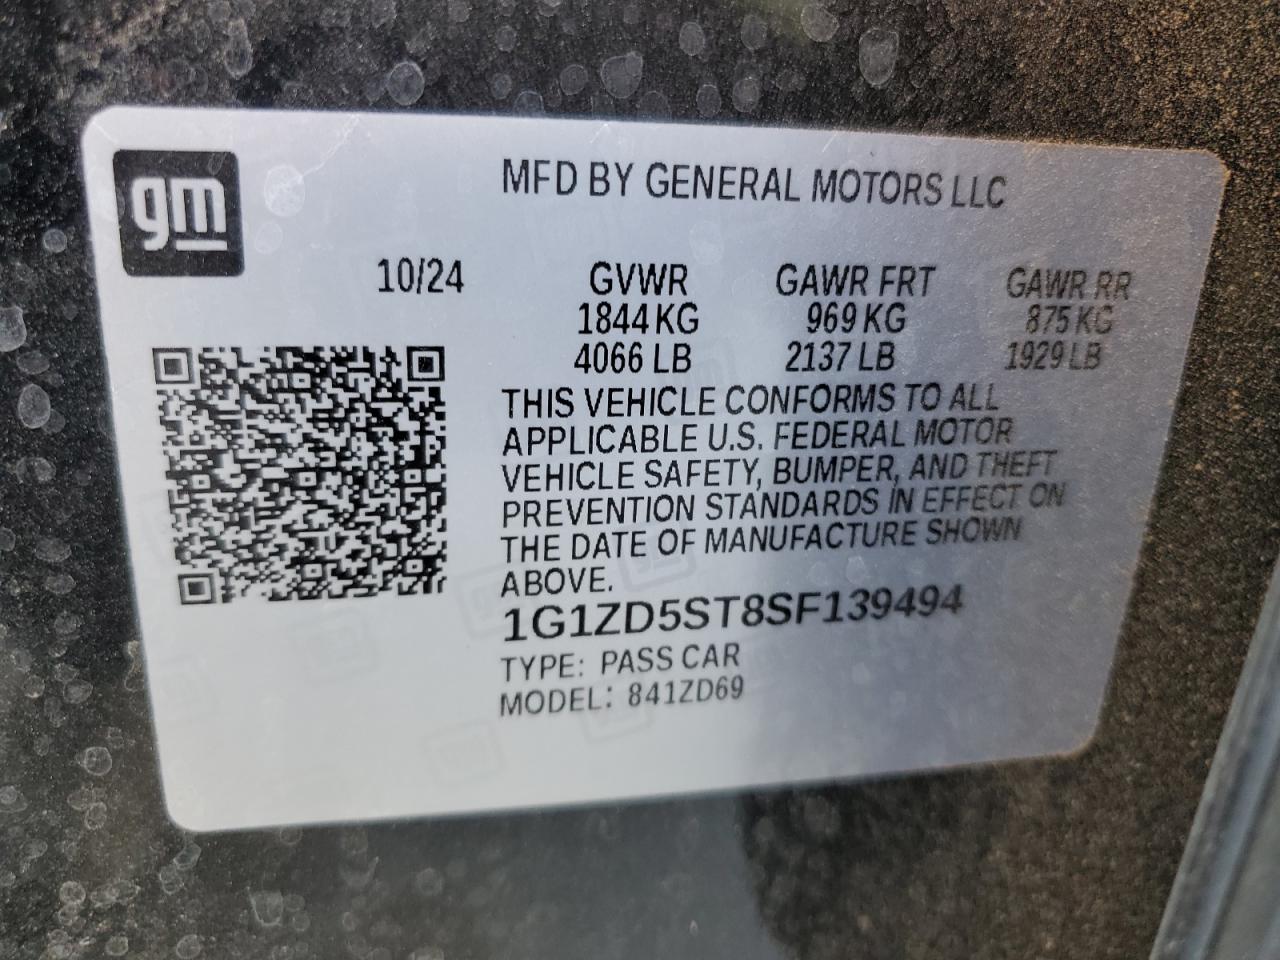 gm
MFD BY GENERAL MOTORS LLC
10/24 GVWR GAWR FRT GAWR RR
1844 KG 969 KG 875 KG
4066 LB 2137 LB 1929 LB
THIS VEHICLE CONFORMS TO ALL
APPLICABLE U.S. FEDERAL MOTOR
VEHICLE SAFETY, BUMPER, AND THEFT
PREVENTION STANDARDS IN EFFECT ON
THE DATE OF MANUFACTURE SHOWN
ABOVE.
1G1ZD5ST8SF139494
TYPE: PASS CAR
MODEL: 841ZD69